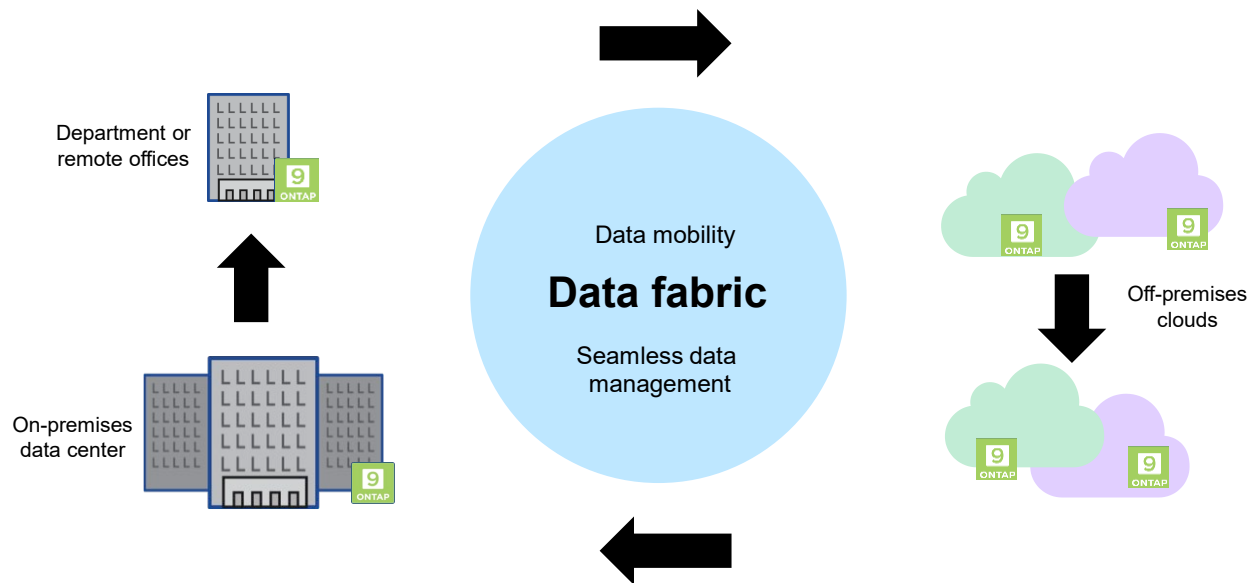 Department or
remote offices
9
ONTAP
On-premises
data center
9
ONTAP
Data mobility
Data fabric
Seamless data
management
9
ONTAP
9
ONTAP
Off-premises
clouds
9
ONTAP
9
ONTAP